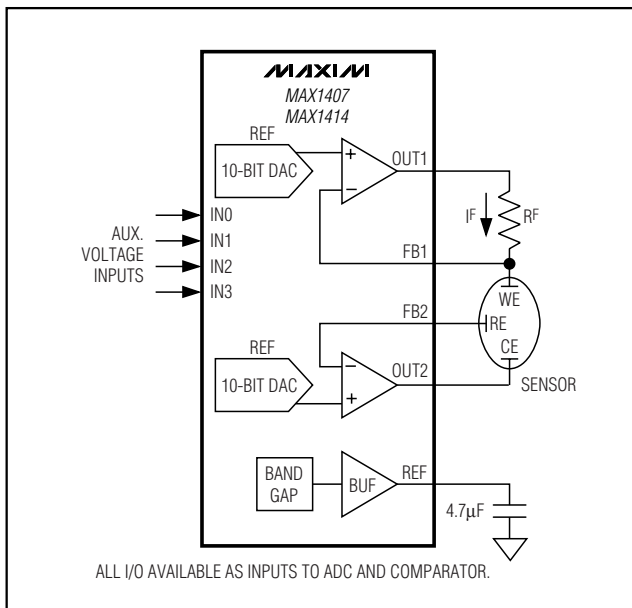 MAXIM
MAX1407
MAX1414
REF
10-BIT DAC
+
−
OUT1
IF
RF
IN0
IN1
IN2
IN3
AUX.
VOLTAGE
INPUTS
FB1
WE
FB2
RE
CE
REF
10-BIT DAC
−
+
OUT2
SENSOR
BAND
GAP
BUF
REF
4.7µF
ALL I/O AVAILABLE AS INPUTS TO ADC AND COMPARATOR.